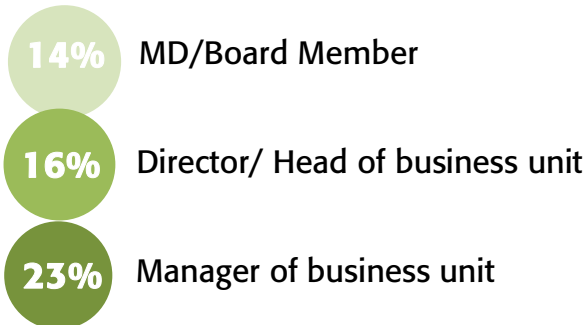 14% MD/Board Member
16% Director/ Head of business unit
23% Manager of business unit